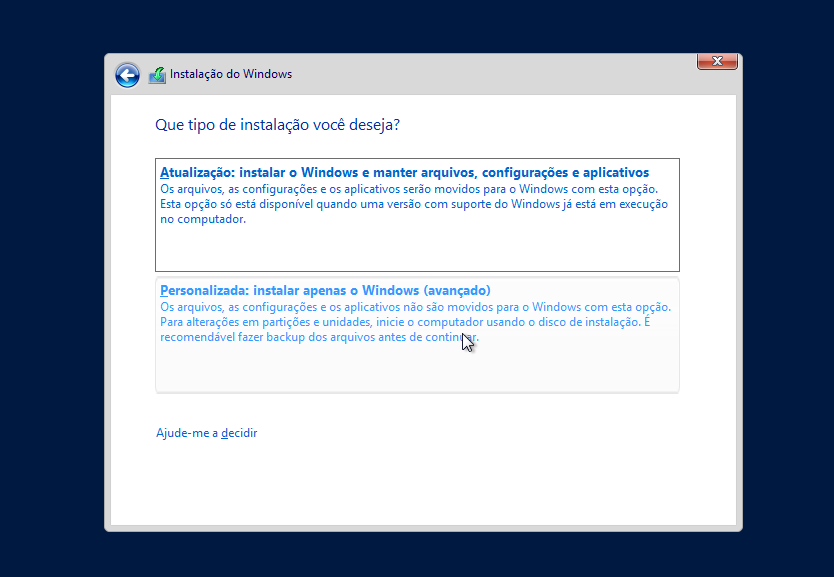 Instalação do Windows
Que tipo de instalação você deseja?
Atualização: instalar o Windows e manter arquivos, configurações e aplicativos
Os arquivos, as configurações e os aplicativos serão movidos para o Windows com esta opção.
Esta opção só está disponível quando uma versão com suporte do Windows já está em execução
no computador.
Personalizada: instalar apenas o Windows (avançado)
Os arquivos, as configurações e os aplicativos não são movidos para o Windows com esta opção.
Para alterações em partições e unidades, inicie o computador usando o disco de instalação. É
recomendável fazer backup dos arquivos antes de continuar.
Ajude-me a decidir